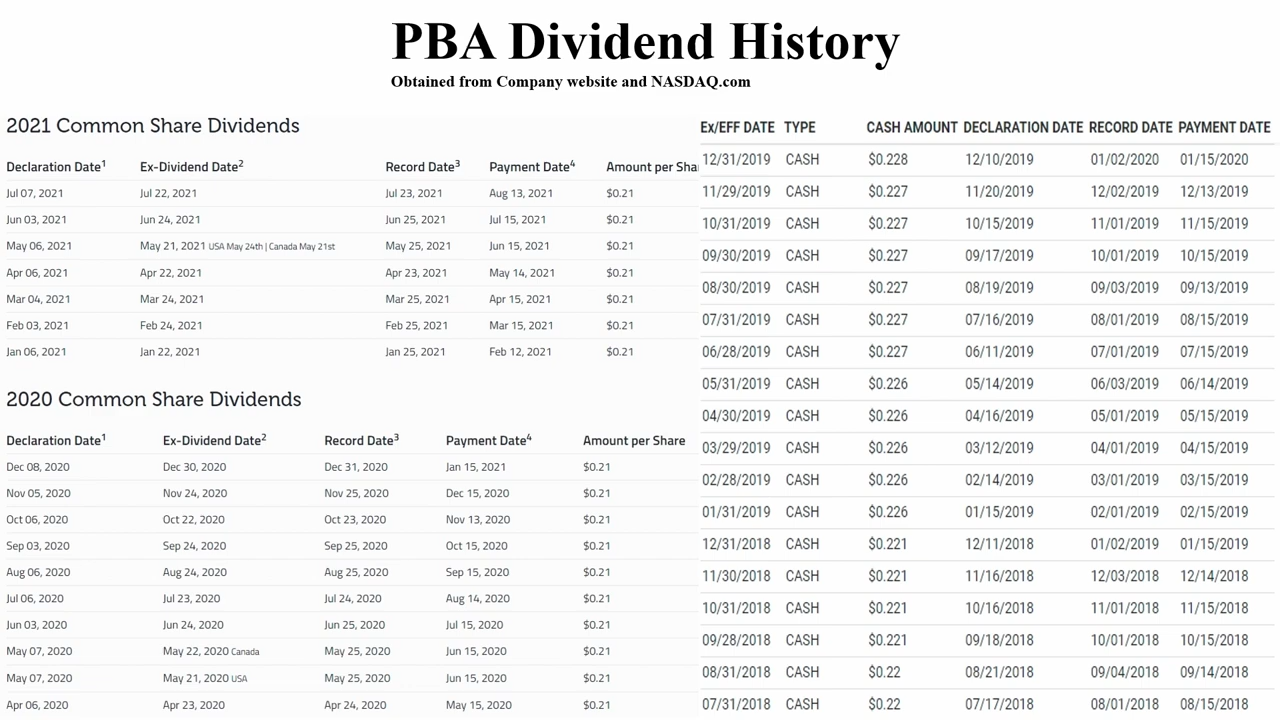 PBA Dividend History
Obtained from Company website and NASDAQ.com
2021 Common Share Dividends
Declaration Date1 Ex-Dividend Date2 Record Date3 Payment Date4 Amount per Shar
Jul 07, 2021 Jul 22, 2021 Jul 23, 2021 Aug 13, 2021 $0.21
Jun 03, 2021 Jun 24, 2021 Jun 25, 2021 Jul 15, 2021 $0.21
May 06, 2021 May 21, 2021 USA May 24th | Canada May 21st May 25, 2021 Jun 15, 2021 $0.21
Apr 06, 2021 Apr 22, 2021 Apr 23, 2021 May 14, 2021 $0.21
Mar 04, 2021 Mar 24, 2021 Mar 25, 2021 Apr 15, 2021 $0.21
Feb 03, 2021 Feb 24, 2021 Feb 25, 2021 Mar 15, 2021 $0.21
Jan 06, 2021 Jan 22, 2021 Jan 25, 2021 Feb 12, 2021 $0.21
2020 Common Share Dividends
Declaration Date1 Ex-Dividend Date2 Record Date3 Payment Date4 Amount per Share
Dec 08, 2020 Dec 30, 2020 Dec 31, 2020 Jan 15, 2021 $0.21
Nov 05, 2020 Nov 24, 2020 Nov 25, 2020 Dec 15, 2020 $0.21
Oct 06, 2020 Oct 22, 2020 Oct 23, 2020 Nov 13, 2020 $0.21
Sep 03, 2020 Sep 24, 2020 Sep 25, 2020 Oct 15, 2020 $0.21
Aug 06, 2020 Aug 24, 2020 Aug 25, 2020 Sep 15, 2020 $0.21
Jul 06, 2020 Jul 23, 2020 Jul 24, 2020 Aug 14, 2020 $0.21
Jun 03, 2020 Jun 24, 2020 Jun 25, 2020 Jul 15, 2020 $0.21
May 07, 2020 May 22, 2020 Canada May 25, 2020 Jun 15, 2020 $0.21
May 07, 2020 May 21, 2020 USA May 25, 2020 Jun 15, 2020 $0.21
Apr 06, 2020 Apr 23, 2020 Apr 24, 2020 May 15, 2020 $0.21
Ex/EFF DATE TYPE CASH AMOUNT DECLARATION DATE RECORD DATE PAYMENT DATE
12/31/2019 CASH $0.228 12/10/2019 01/02/2020 01/15/2020
11/29/2019 CASH $0.227 11/20/2019 12/02/2019 12/13/2019
10/31/2019 CASH $0.227 10/15/2019 11/01/2019 11/15/2019
09/30/2019 CASH $0.227 09/17/2019 10/01/2019 10/15/2019
08/30/2019 CASH $0.227 08/19/2019 09/03/2019 09/13/2019
07/31/2019 CASH $0.227 07/16/2019 08/01/2019 08/15/2019
06/28/2019 CASH $0.227 06/11/2019 07/01/2019 07/15/2019
05/31/2019 CASH $0.226 05/14/2019 06/03/2019 06/14/2019
04/30/2019 CASH $0.226 04/16/2019 05/01/2019 05/15/2019
03/29/2019 CASH $0.226 03/12/2019 04/01/2019 04/15/2019
02/28/2019 CASH $0.226 02/14/2019 03/01/2019 03/15/2019
01/31/2019 CASH $0.226 01/15/2019 02/01/2019 02/15/2019
12/31/2018 CASH $0.221 12/11/2018 01/02/2019 01/15/2019
11/30/2018 CASH $0.221 11/16/2018 12/03/2018 12/14/2018
10/31/2018 CASH $0.221 10/16/2018 11/01/2018 11/15/2018
09/28/2018 CASH $0.221 09/18/2018 10/01/2018 10/15/2018
08/31/2018 CASH $0.22 08/21/2018 09/04/2018 09/14/2018
07/31/2018 CASH $0.22 07/17/2018 08/01/2018 08/15/2018